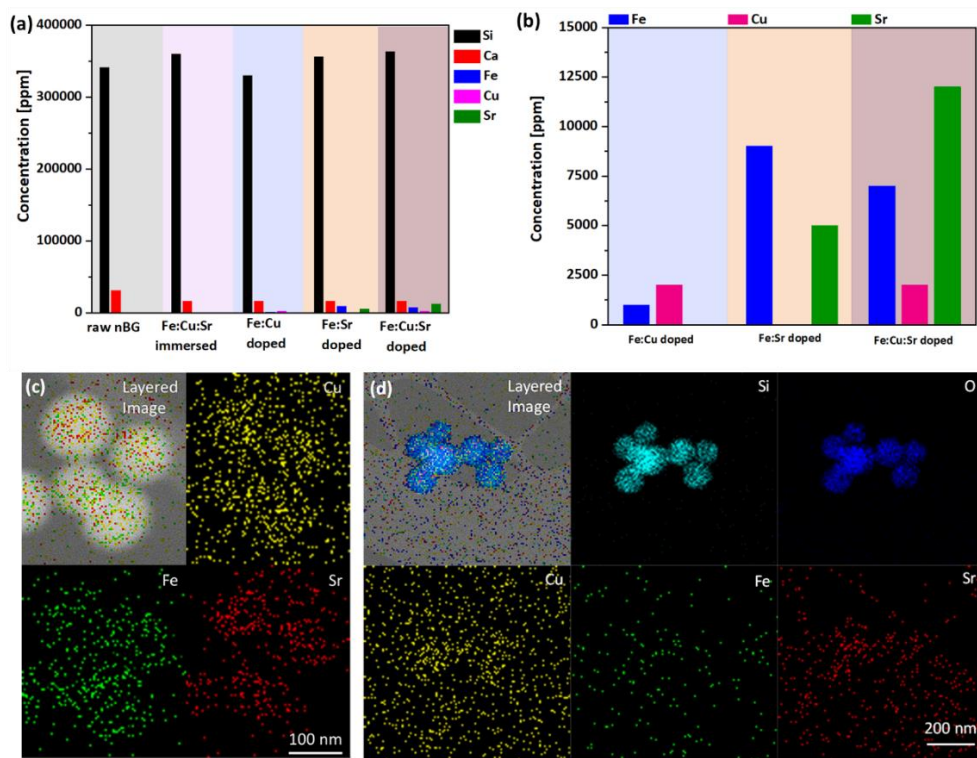 (a)
400000
300000
200000
100000
0
Concentration [ppm]
Si
Ca
Fe
Cu
Sr
raw nBG
Fe:Cu:Sr
immersed
Fe:Cu
doped
Fe:Sr
doped
Fe:Cu:Sr
doped
(b)
Fe
Cu
Sr
15000
12500
10000
7500
5000
2500
0
Concentration [ppm]
Fe:Cu doped
Fe:Sr doped
Fe:Cu:Sr doped
(c)
Layered
Image
Cu
Fe
Sr
100 nm
(d)
Layered
Image
Si
O
Cu
Fe
Sr
200 nm